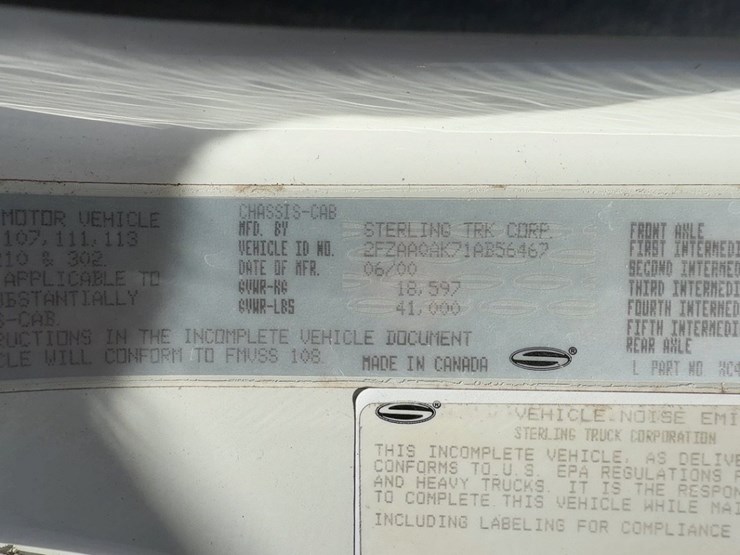 MOTOR VEHICLE
107, 111, 113
210 & 302
APPLICABLE TO
BSTANTIALLY
S-CAB.
RUCTIONS IN THE INCOMPLETE VEHICLE DOCUMENT
CLE WILL CONFORM TO FMVSS 108.
CHASSIS-CAB
MFD. BY STERLING TRK CORP.
VEHICLE ID NO. 2FZAA0AK71AB56467
DATE OF MFR. 06/00
GVWR-KG 18,597
GVWR-LBS 41,000
MADE IN CANADA
FRONT AXLE
FIRST INTERMEDI
SECOND INTERMED
THIRD INTERMEDI
FOURTH INTERMED
FIFTH INTERMEDI
REAR AXLE
L PART NO XC4
VEHICLE NOISE EMI
STERLING TRUCK CORPORATION
THIS INCOMPLETE VEHICLE, AS DELIVE
CONFORMS TO U.S. EPA REGULATIONS F
AND HEAVY TRUCKS. IT IS THE RESPON
TO COMPLETE THIS VEHICLE WHILE MAI
INCLUDING LABELING FOR COMPLIANCE